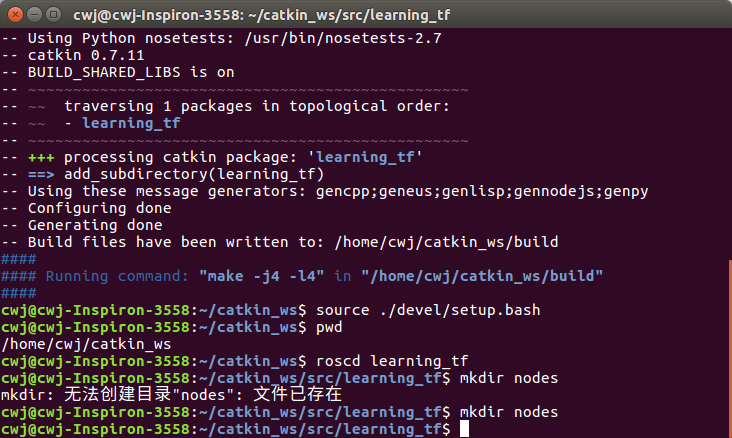 cwj@cwj-Inspiron-3558: ~/catkin_ws/src/learning_tf
-- Using Python nosetests: /usr/bin/nosetests-2.7
-- catkin 0.7.11
-- BUILD_SHARED_LIBS is on
-- ~~~~~~~~~~~~~~~~~~~~~~~~~~~~~~~~~~~~~~~~~~~~~~~~~
-- ~~  traversing 1 packages in topological order:
-- ~~  - learning_tf
-- ~~~~~~~~~~~~~~~~~~~~~~~~~~~~~~~~~~~~~~~~~~~~~~~~~
-- +++ processing catkin package: 'learning_tf'
-- ==> add_subdirectory(learning_tf)
-- Using these message generators: gencpp;geneus;genlisp;gennodejs;genpy
-- Configuring done
-- Generating done
-- Build files have been written to: /home/cwj/catkin_ws/build
####
#### Running command: "make -j4 -l4" in "/home/cwj/catkin_ws/build"
####
cwj@cwj-Inspiron-3558:~/catkin_ws$ source ./devel/setup.bash
cwj@cwj-Inspiron-3558:~/catkin_ws$ pwd
/home/cwj/catkin_ws
cwj@cwj-Inspiron-3558:~/catkin_ws$ roscd learning_tf
cwj@cwj-Inspiron-3558:~/catkin_ws/src/learning_tf$ mkdir nodes
mkdir: 无法创建目录"nodes": 文件已存在
cwj@cwj-Inspiron-3558:~/catkin_ws/src/learning_tf$ mkdir nodes
cwj@cwj-Inspiron-3558:~/catkin_ws/src/learning_tf$